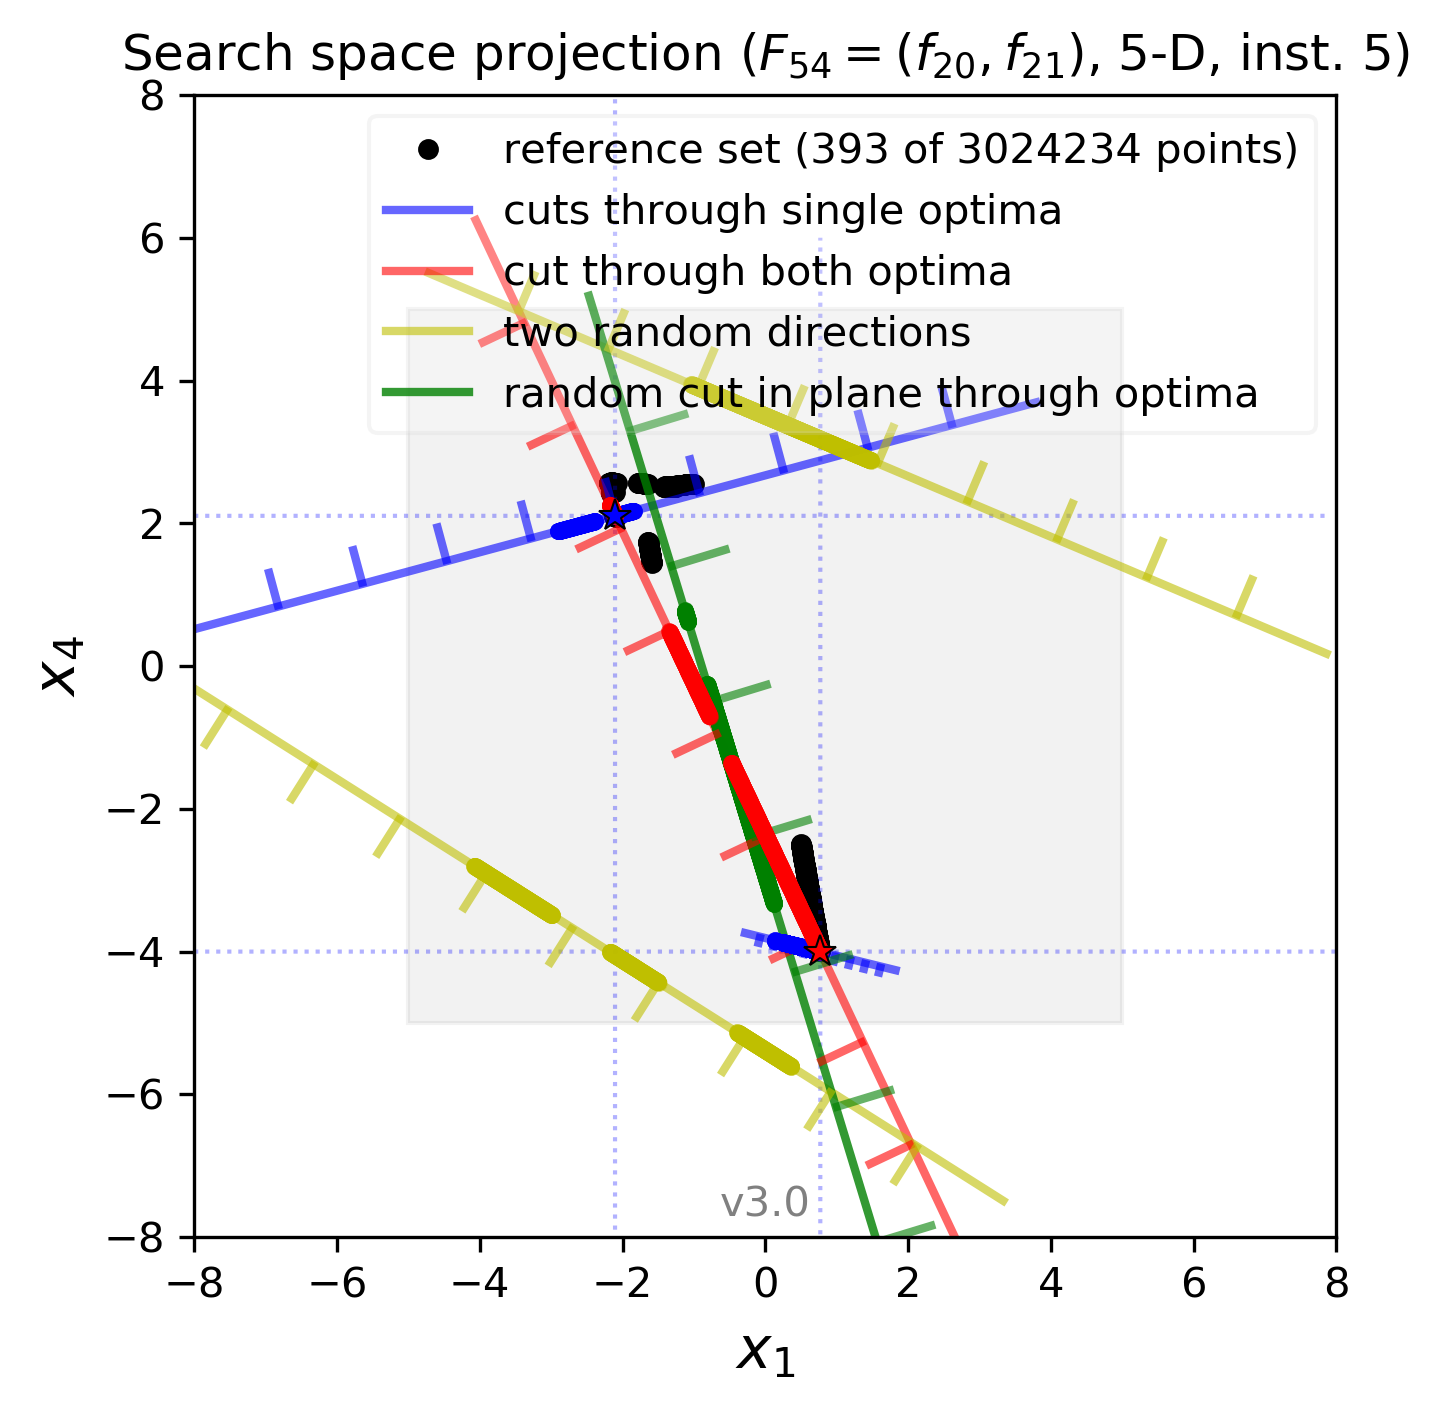 Search space projection (F54 = (f20, f21), 5-D, inst. 5)
8
reference set (393 of 3024234 points)
cuts through single optima
6
cut through both optima
two random directions
4
random cut in plane through optima
2
0
x4
−2
−4
−6
v3.0
−8
−8 −6 −4 −2 0 2 4 6 8
x1